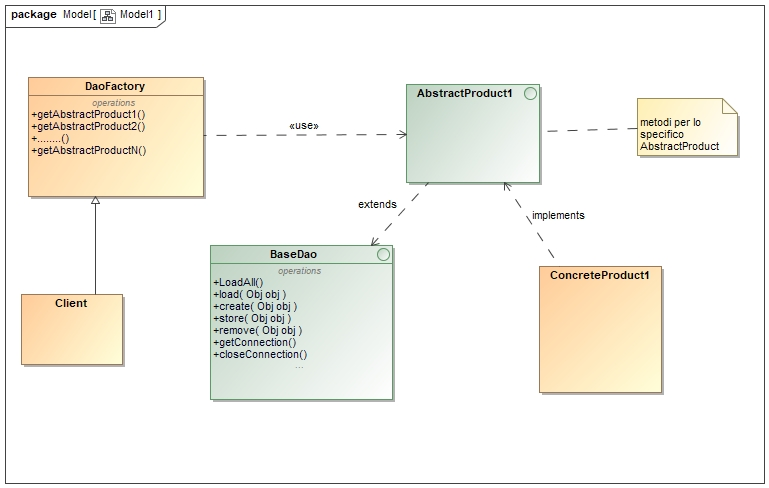 package Model[ Model1 ]
DaoFactory
operations
+getAbstractProduct1()
+getAbstractProduct2()
+........()
+getAbstractProductN()
«use»
AbstractProduct1
metodi per lo
specifico
AbstractProduct
extends
implements
BaseDao
operations
+LoadAll()
+load( Obj obj )
+create( Obj obj )
+store( Obj obj )
+remove( Obj obj )
+getConnection()
+closeConnection()
...
ConcreteProduct1
Client